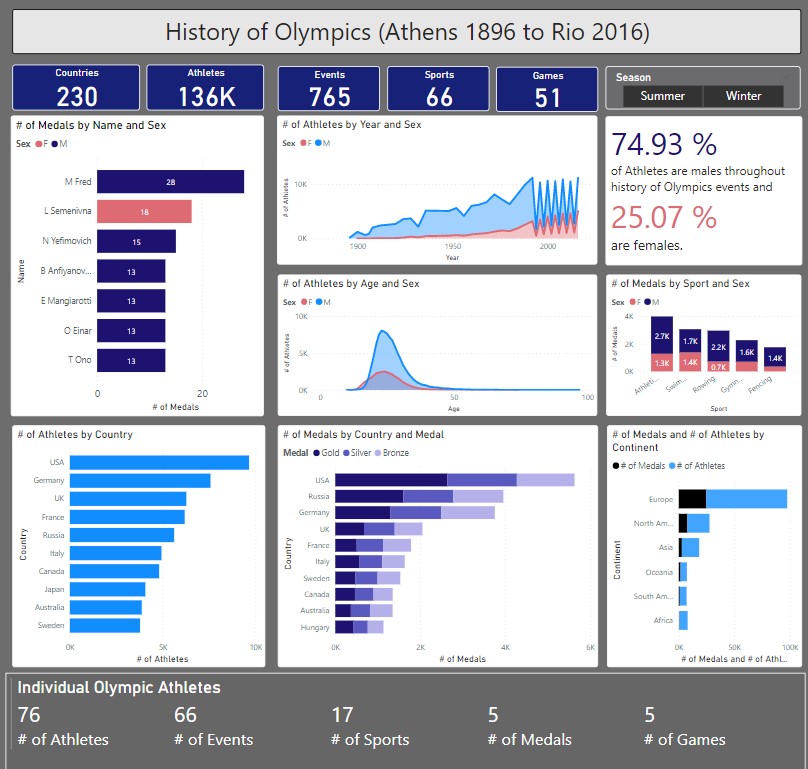 History of Olympics (Athens 1896 to Rio 2016)
Countries
230
Athletes
136K
Events
765
Sports
66
Games
51
Season
Summer
Winter
# of Medals by Name and Sex
Sex F M
Name
M Fred
28
L Semenivna
18
N Yefimovich
15
B Anfiyanov...
13
E Mangiarotti
13
O Einar
13
T Ono
13
0 20
# of Medals
# of Athletes by Year and Sex
Sex F M
# of Athletes
10K
0K
1900 1950 2000
Year
74.93 %
of Athletes are males throughout
history of Olympics events and
25.07 %
are females.
# of Athletes by Age and Sex
Sex F M
# of Athletes
10K
5K
0K
0 50 100
Age
# of Medals by Sport and Sex
Sex F M
# of Medals
4K
2K
0K
2.7K 1.7K 2.2K 1.6K 1.4K
1.3K 1.4K 0.7K
Athleti... Swim... Rowing Gymn... Fencing
Sport
# of Athletes by Country
Country
USA
Germany
UK
France
Russia
Italy
Canada
Japan
Australia
Sweden
0K 5K 10K
# of Athletes
# of Medals by Country and Medal
Medal Gold Silver Bronze
Country
USA
Russia
Germany
UK
France
Italy
Sweden
Canada
Australia
Hungary
0K 2K 4K 6K
# of Medals
# of Medals and # of Athletes by
Continent
# of Medals # of Athletes
Continent
Europe
North Am...
Asia
Oceania
South Am...
Africa
0K 50K 100K
# of Medals and # of Athl...
Individual Olympic Athletes
76 66 17 5 5
# of Athletes # of Events # of Sports # of Medals # of Games